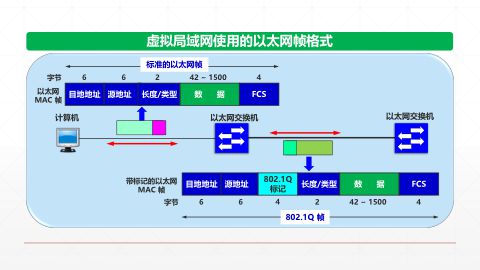 虚拟局域网使用的以太网帧格式
标准的以太网帧
字节 6 6 2 42 ~ 1500 4
以太网
MAC 帧
目地地址 源地址 长度/类型 数 据 FCS
计算机 以太网交换机 以太网交换机
带标记的以太网
MAC 帧
目地地址 源地址 802.1Q
标记 长度/类型 数 据 FCS
字节 6 6 4 2 42 ~ 1500 4
802.1Q 帧